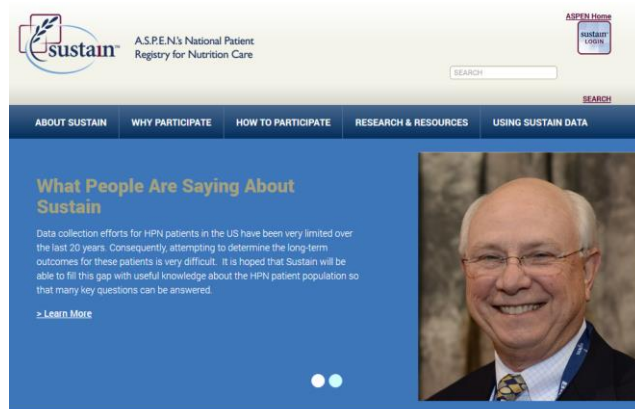 sustain™
A.S.P.E.N.'s National Patient
Registry for Nutrition Care
ASPEN Home
sustain™
LOGIN
SEARCH
SEARCH
ABOUT SUSTAIN
WHY PARTICIPATE
HOW TO PARTICIPATE
RESEARCH & RESOURCES
USING SUSTAIN DATA
What People Are Saying About
Sustain
Data collection efforts for HPN patients in the US have been very limited over
the last 20 years. Consequently, attempting to determine the long-term
outcomes for these patients is very difficult. It is hoped that Sustain will be
able to fill this gap with useful knowledge about the HPN patient population so
that many key questions can be answered.
> Learn More